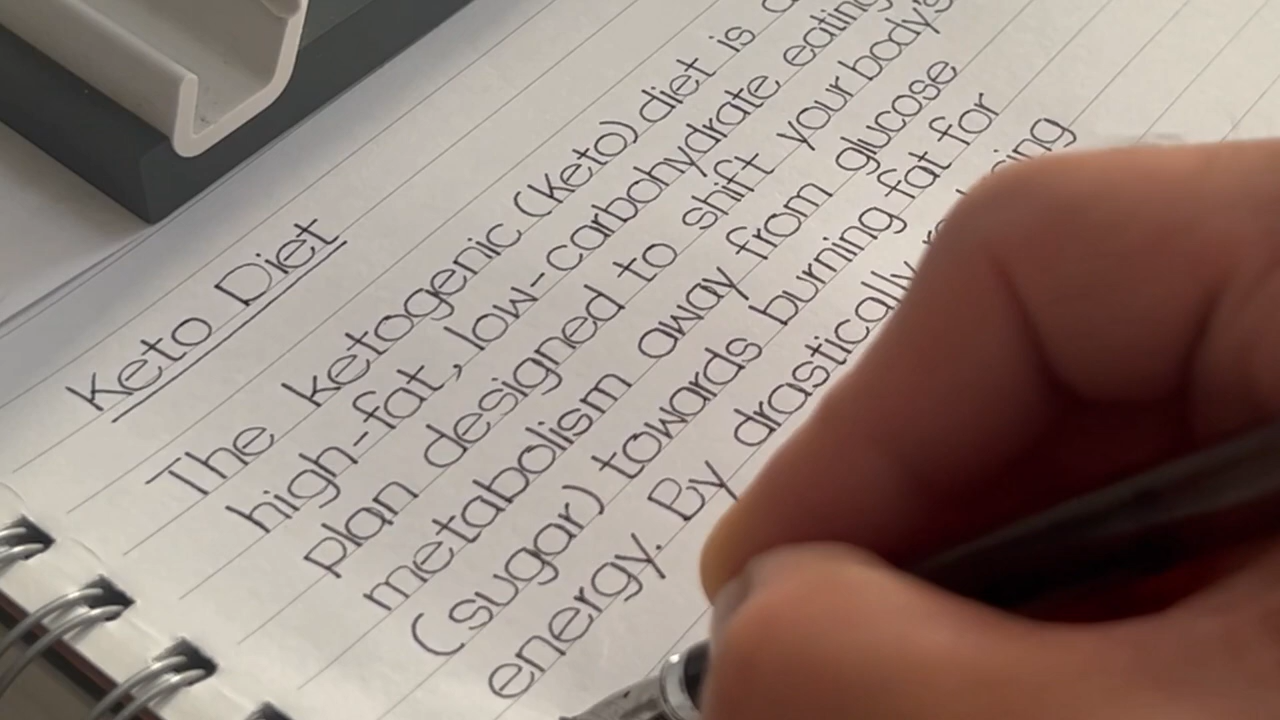 Keto Diet
The ketogenic (Keto) diet is a
high-fat, low-carbohydrate eating
plan designed to shift your body's
metabolism away from glucose
(sugar) towards burning fat for
energy. By drastically